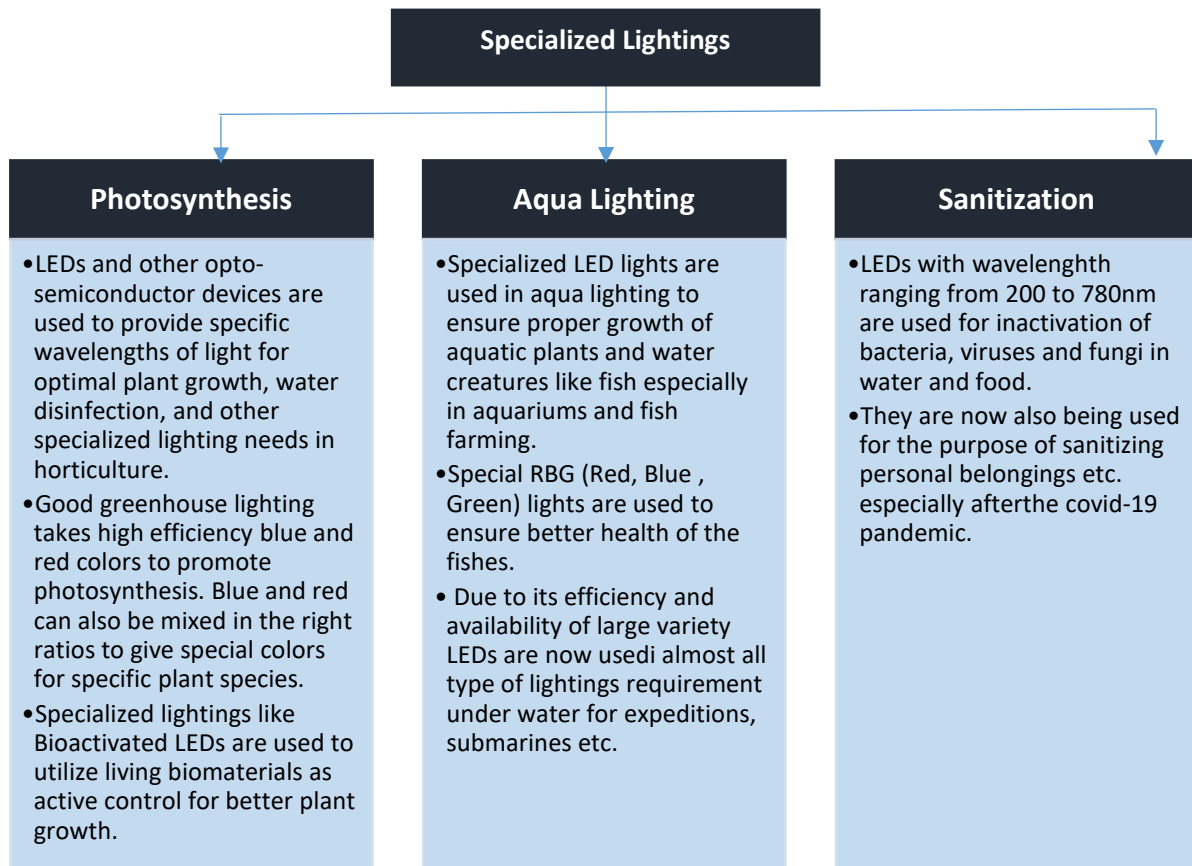 Specialized Lightings
Photosynthesis
•LEDs and other opto-
semiconductor devices are
used to provide specific
wavelengths of light for
optimal plant growth, water
disinfection, and other
specialized lighting needs in
horticulture.
•Good greenhouse lighting
takes high efficiency blue and
red colors to promote
photosynthesis. Blue and red
can also be mixed in the right
ratios to give special colors
for specific plant species.
•Specialized lightings like
Bioactivated LEDs are used to
utilize living biomaterials as
active control for better plant
growth.
Aqua Lighting
•Specialized LED lights are
used in aqua lighting to
ensure proper growth of
aquatic plants and water
creatures like fish especially
in aquariums and fish
farming.
•Special RBG (Red, Blue ,
Green) lights are used to
ensure better health of the
fishes.
• Due to its efficiency and
availability of large variety
LEDs are now usedi almost all
type of lightings requirement
under water for expeditions,
submarines etc.
Sanitization
•LEDs with wavelenghth
ranging from 200 to 780nm
are used for inactivation of
bacteria, viruses and fungi in
water and food.
•They are now also being used
for the purpose of sanitizing
personal belongings etc.
especially afterthe covid-19
pandemic.